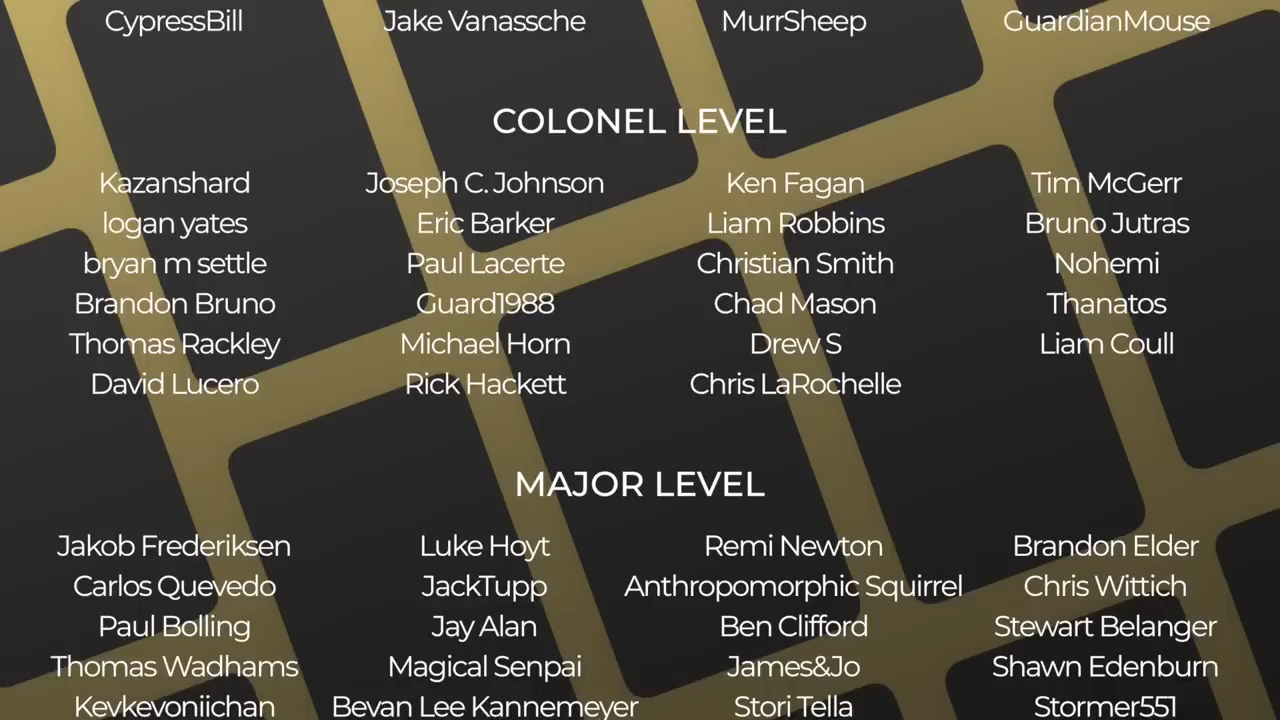 CypressBill Jake Vanassche MurrSheep GuardianMouse
COLONEL LEVEL
Kazanshard Joseph C. Johnson Ken Fagan Tim McGerr
logan yates Eric Barker Liam Robbins Bruno Jutras
bryan m settle Paul Lacerte Christian Smith Nohemi
Brandon Bruno Guard1988 Chad Mason Thanatos
Thomas Rackley Michael Horn Drew S Liam Coull
David Lucero Rick Hackett Chris LaRochelle
MAJOR LEVEL
Jakob Frederiksen Luke Hoyt Remi Newton Brandon Elder
Carlos Quevedo JackTupp Anthropomorphic Squirrel Chris Wittich
Paul Bolling Jay Alan Ben Clifford Stewart Belanger
Thomas Wadhams Magical Senpai James&Jo Shawn Edenburn
Kevkevoniichan Bevan Lee Kannemeyer Stori Tella Stormer551